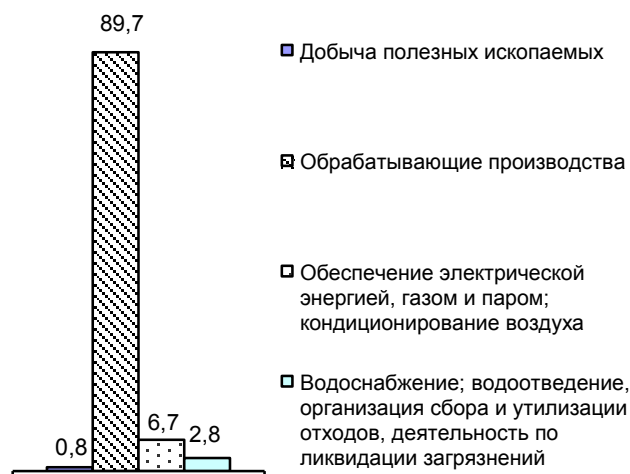 89,7
Добыча полезных ископаемых
Обрабатывающие производства
Обеспечение электрической
энергией, газом и паром;
кондиционирование воздуха
Водоснабжение; водоотведение,
организация сбора и утилизации
отходов, деятельность по
ликвидации загрязнений
0,8
6,7
2,8